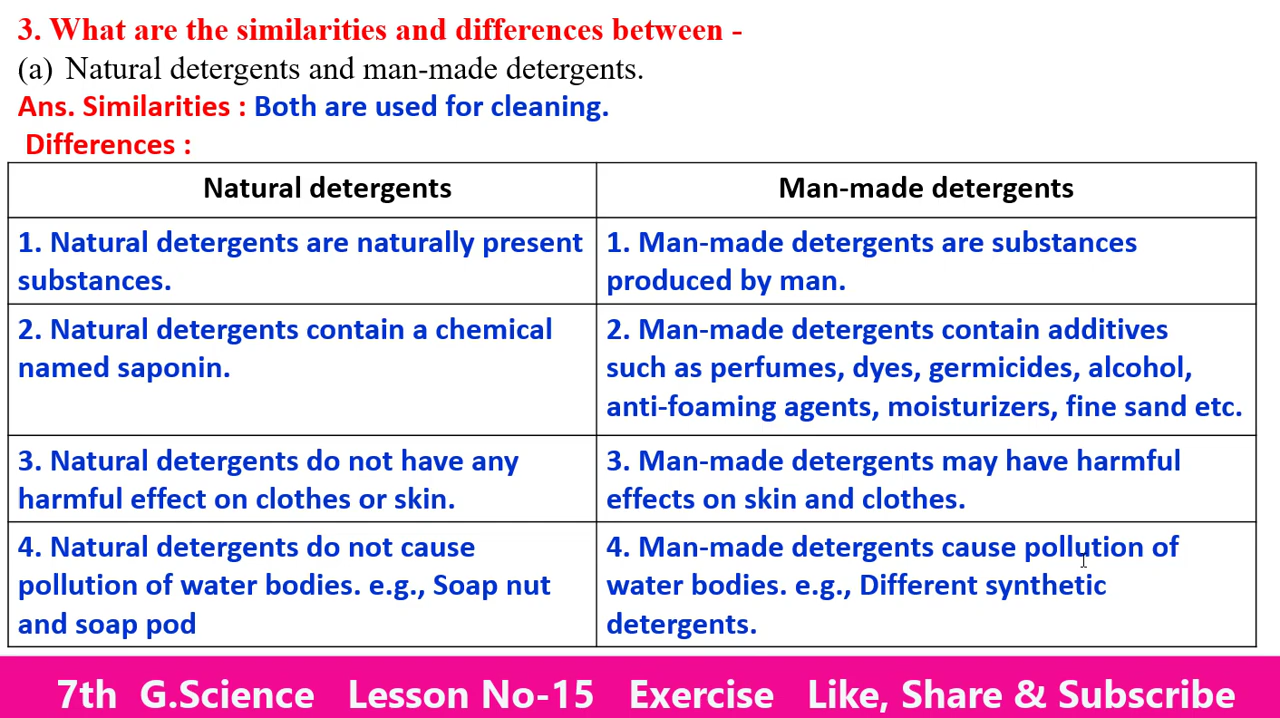 3. What are the similarities and differences between -
(a) Natural detergents and man-made detergents.
Ans. Similarities : Both are used for cleaning.
Differences :
Natural detergents
Man-made detergents
1. Natural detergents are naturally present
substances.
1. Man-made detergents are substances
produced by man.
2. Natural detergents contain a chemical
named saponin.
2. Man-made detergents contain additives
such as perfumes, dyes, germicides, alcohol,
anti-foaming agents, moisturizers, fine sand etc.
3. Natural detergents do not have any
harmful effect on clothes or skin.
3. Man-made detergents may have harmful
effects on skin and clothes.
4. Natural detergents do not cause
pollution of water bodies. e.g., Soap nut
and soap pod
4. Man-made detergents cause pollution of
water bodies. e.g., Different synthetic
detergents.
7th G.Science Lesson No-15 Exercise Like, Share & Subscribe